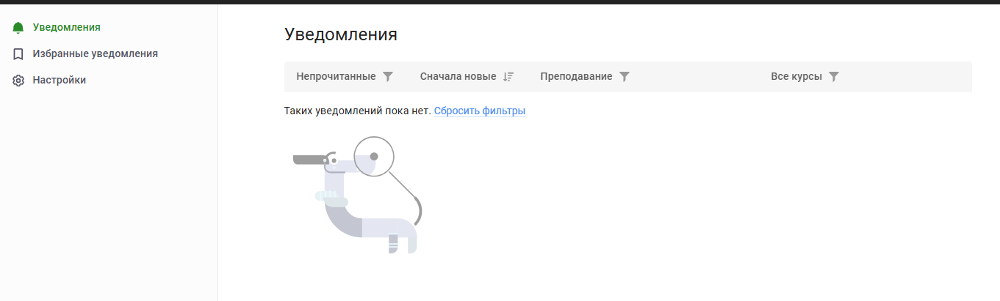 Уведомления
Избранные уведомления
Настройки
Уведомления
Непрочитанные Сначала новые Преподавание Все курсы
Таких уведомлений пока нет. Сбросить фильтры